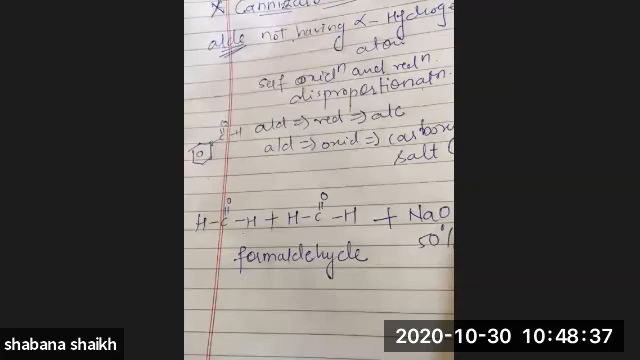 * Cannizaro
alde not having α-Hydroge
atom
self oxidⁿ and redⁿ.
disproportionatn.
ald ⇒ red ⇒ alc
O
C-H
ald ⇒ oxid ⇒ carbox
salt (
O O
H-C-H + H-C-H + NaO
50%
formaldehyde
shabana shaikh
2020-10-30 10:48:37